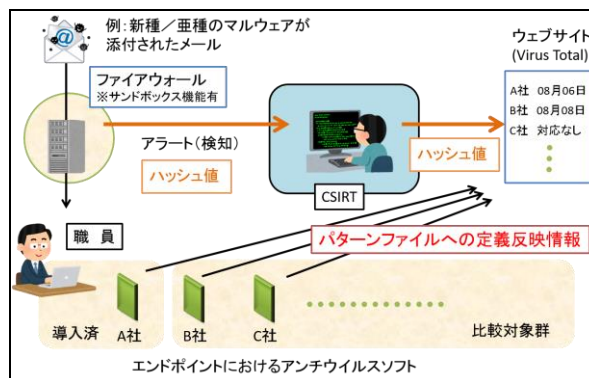 例：新種／亜種のマルウェアが
添付されたメール
ファイアウォール
※サンドボックス機能有
アラート（検知）
ハッシュ値
CSIRT
ハッシュ値
ウェブサイト
(Virus Total)
A社 08月06日
B社 08月08日
C社 対応なし
職員
パターンファイルへの定義反映情報
導入済
A社
B社
C社
比較対象群
エンドポイントにおけるアンチウイルスソフト